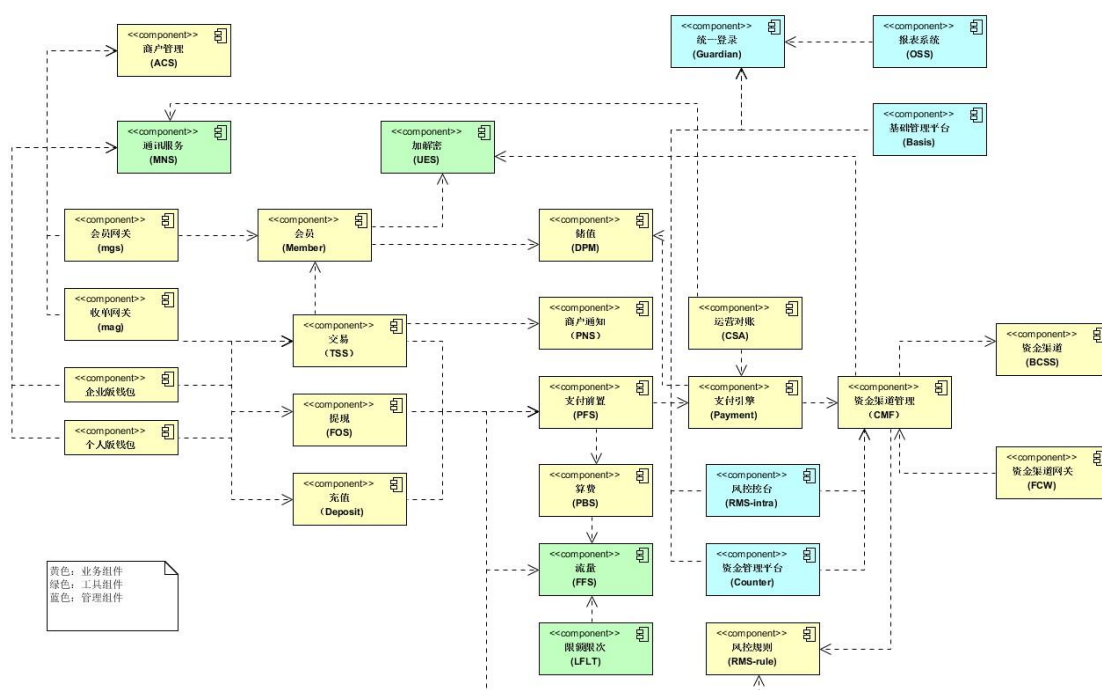 <<component>>
商户管理
(ACS)
<<component>>
统一登录
(Guardian)
<<component>>
报表系统
(OSS)
<<component>>
通讯服务
(MNS)
<<component>>
加解密
(UES)
<<component>>
基础管理平台
(Basis)
<<component>>
会员网关
(mgs)
<<component>>
会员
(Member)
<<component>>
储值
(DPM)
<<component>>
收单网关
(mag)
<<component>>
交易
（TSS）
<<component>>
商户通知
（PNS）
<<component>>
运营对账
(CSA)
<<component>>
资金渠道
(BCSS)
<<component>>
企业版钱包
<<component>>
个人版钱包
<<component>>
提现
(FOS)
<<component>>
支付前置
(PFS)
<<component>>
支付引擎
(Payment)
<<component>>
资金渠道管理
（CMF）
<<component>>
充值
（Deposit)
<<component>>
算费
(PBS)
<<component>>
风控控台
(RMS-intra)
<<component>>
资金渠道网关
(FCW)
<<component>>
流量
(FFS)
<<component>>
资金管理平台
(Counter)
<<component>>
限额限次
(LFLT)
<<component>>
风控规则
(RMS-rule)
黄色：业务组件
绿色：工具组件
蓝色：管理组件